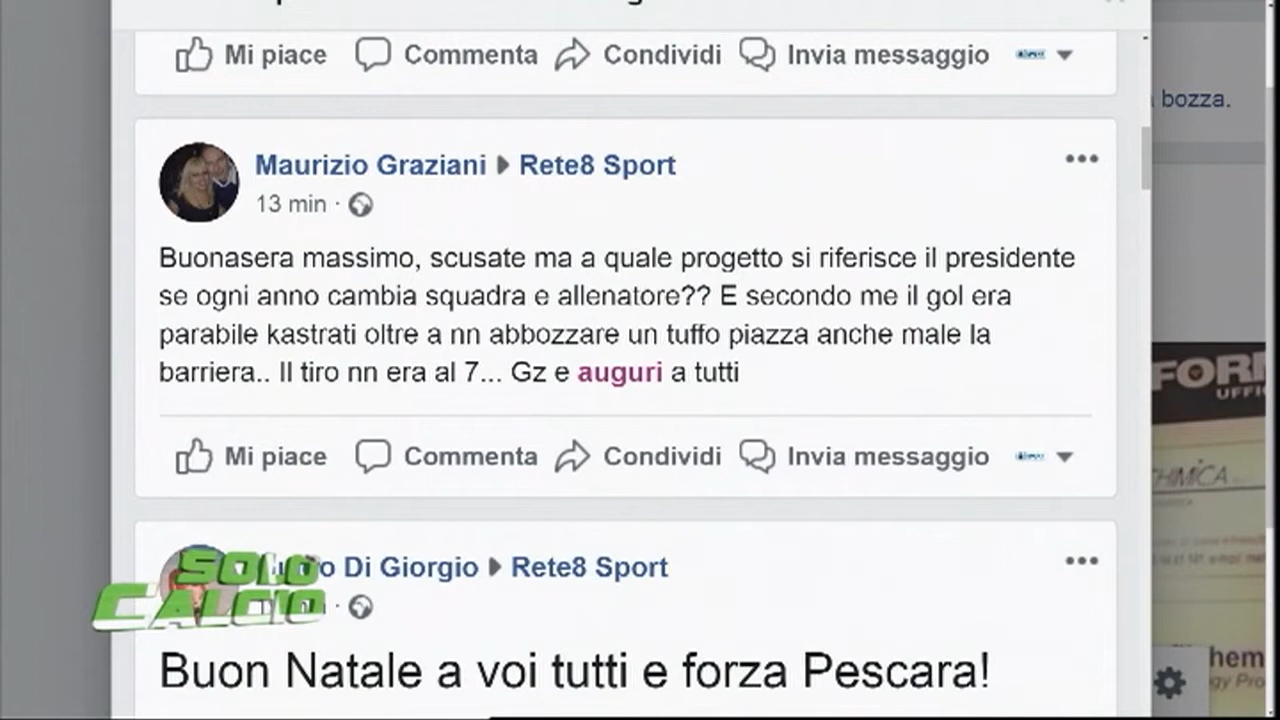 Mi piace Commenta Condividi Invia messaggio
bozza.
Maurizio Graziani Rete8 Sport
13 min ·
Buonasera massimo, scusate ma a quale progetto si riferisce il presidente
se ogni anno cambia squadra e allenatore?? E secondo me il gol era
parabile kastrati oltre a nn abbozzare un tuffo piazza anche male la
barriera.. Il tiro nn era al 7... Gz e auguri a tutti
Mi piace Commenta Condividi Invia messaggio
Di Giorgio Rete8 Sport
SOLO
CALCIO
Buon Natale a voi tutti e forza Pescara!